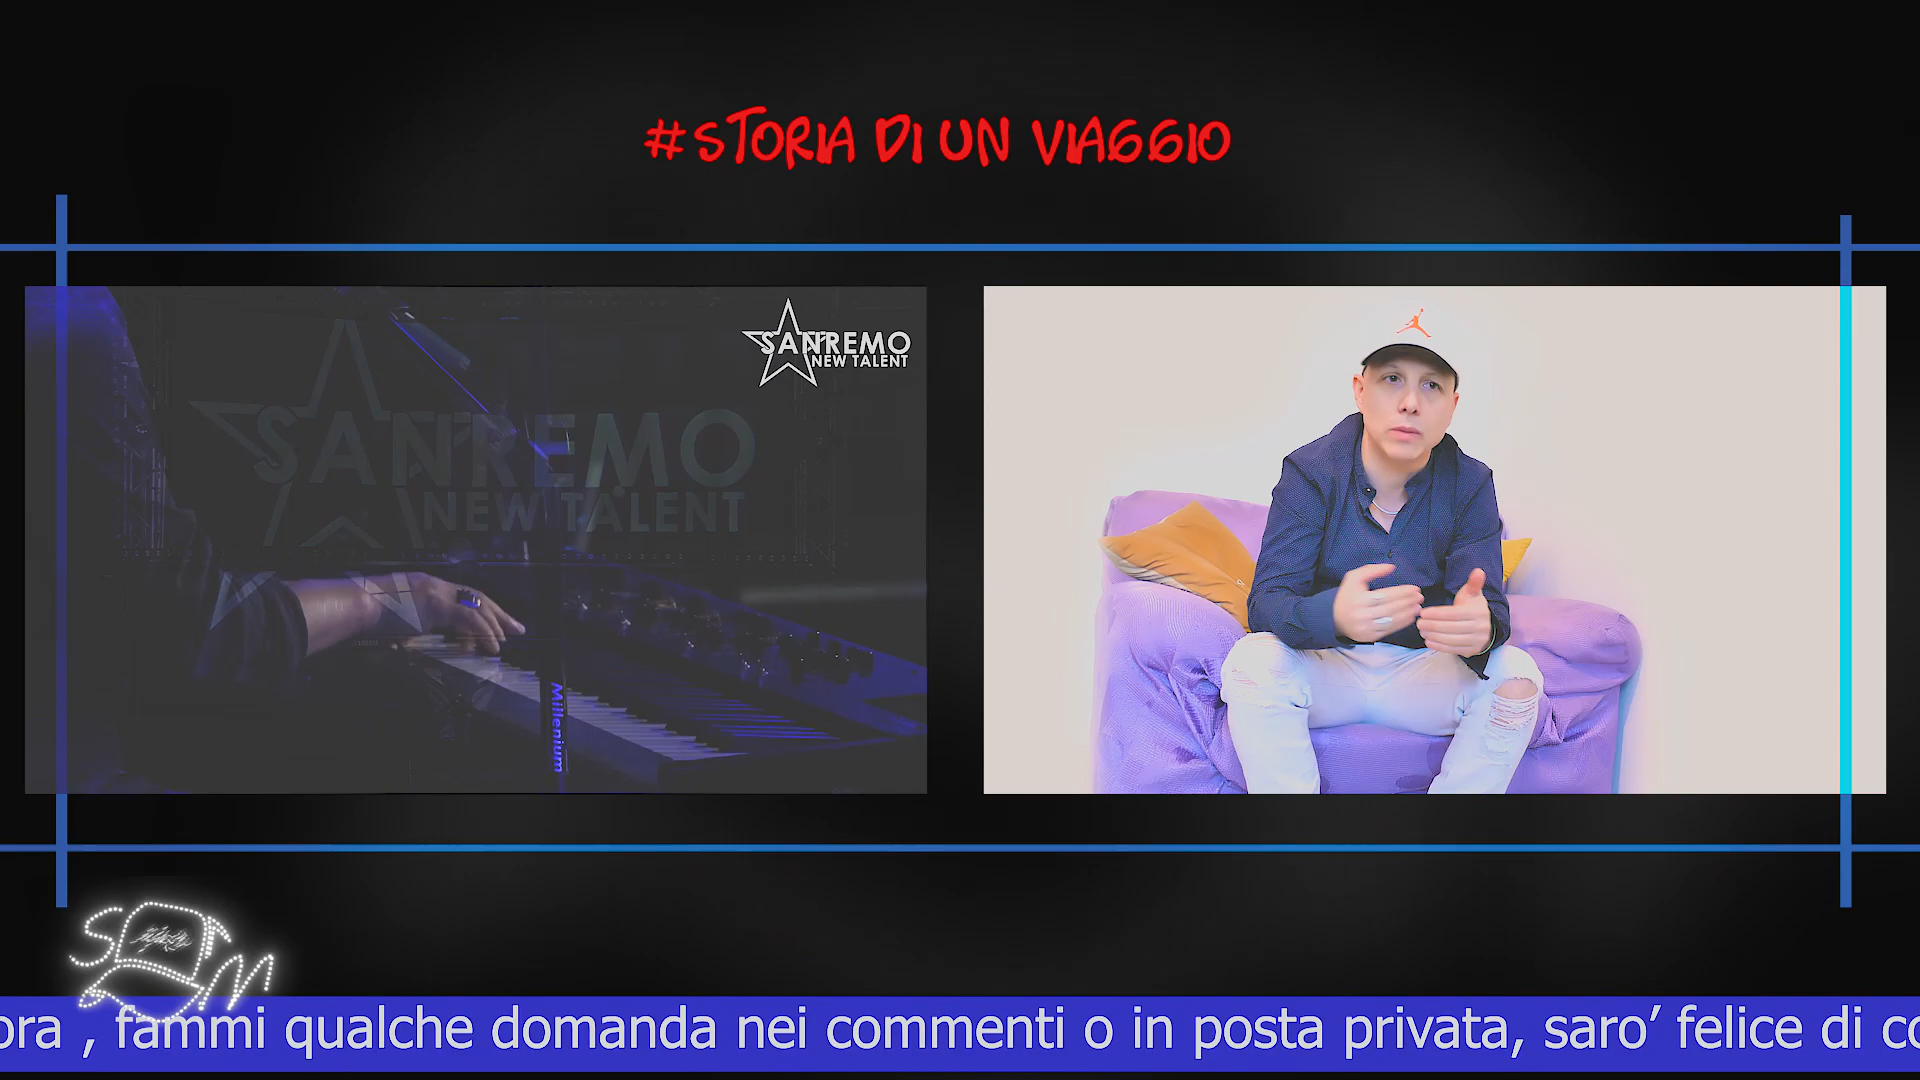 #STORIA DI UN VIAGGIO
SANREMO
NEW TALENT
SANREMO
NEW TALENT
Millenium
S M
ora , fammi qualche domanda nei commenti o in posta privata, saro’ felice di co